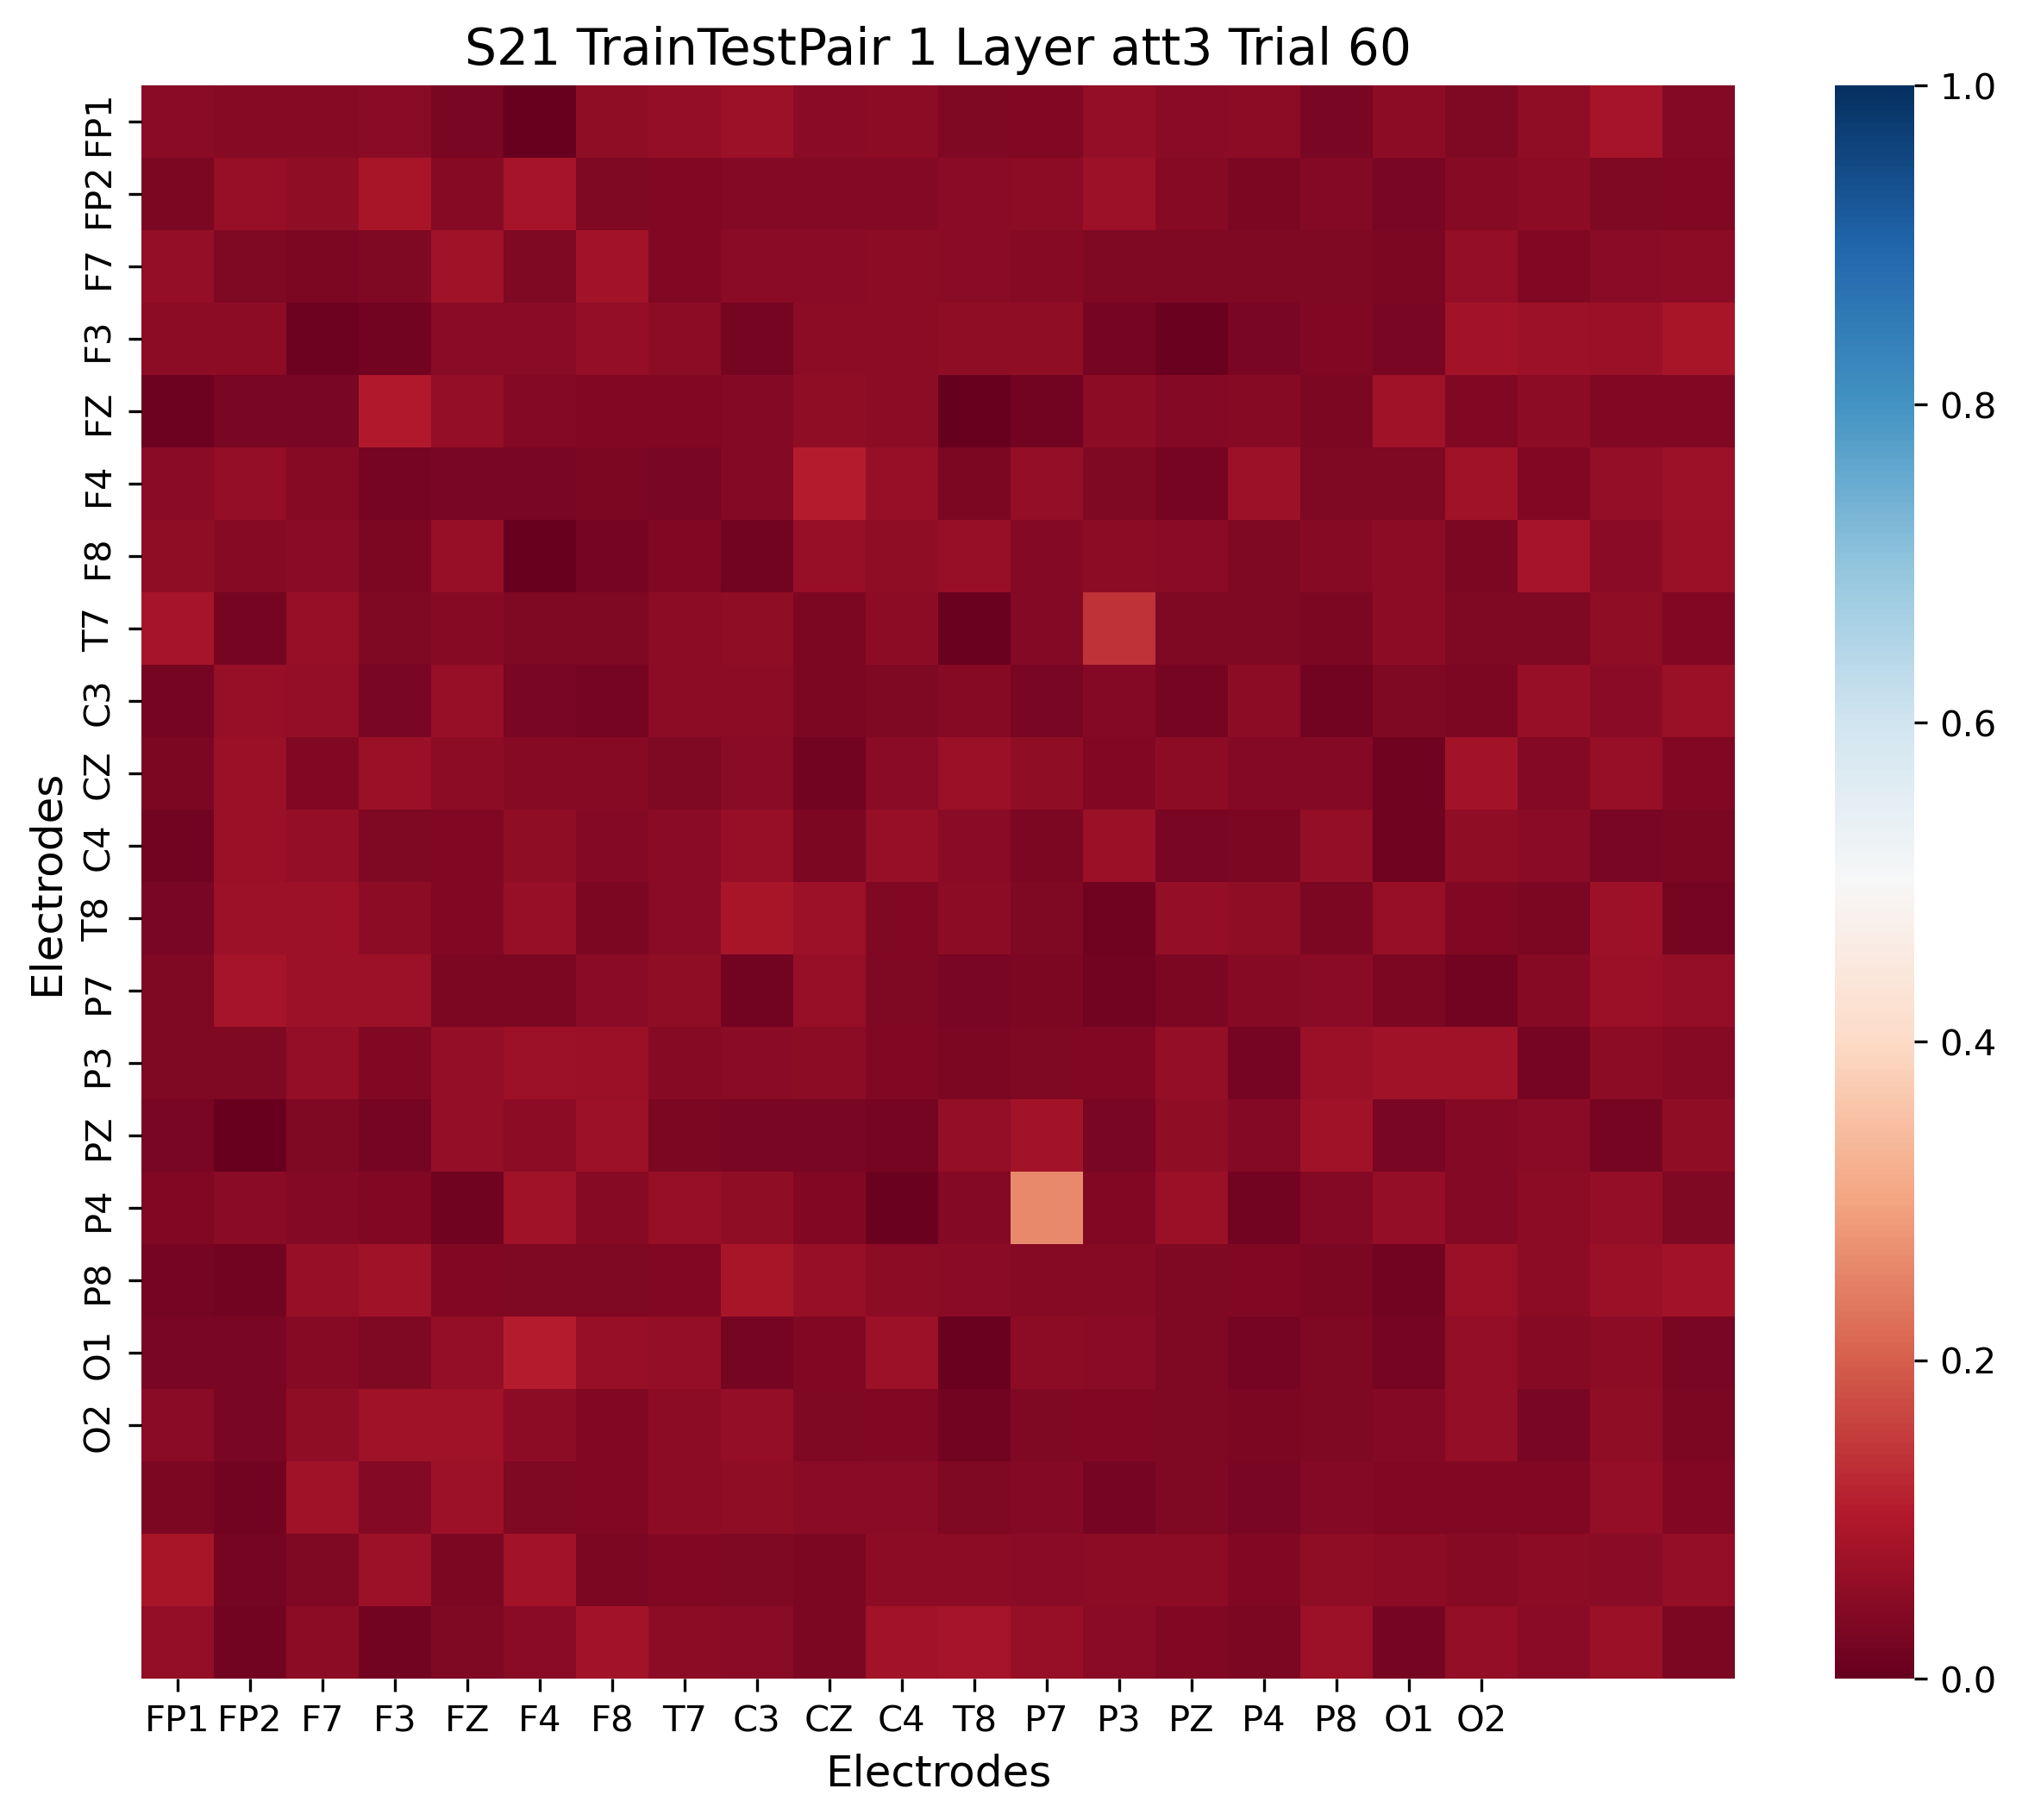 S21 TrainTestPair 1 Layer att3 Trial 60
Electrodes
FP1
FP2
F7
F3
FZ
F4
F8
T7
C3
CZ
C4
T8
P7
P3
PZ
P4
P8
O1
O2
FP1 FP2 F7 F3 FZ F4 F8 T7 C3 CZ C4 T8 P7 P3 PZ P4 P8 O1 O2
Electrodes
1.0
0.8
0.6
0.4
0.2
0.0